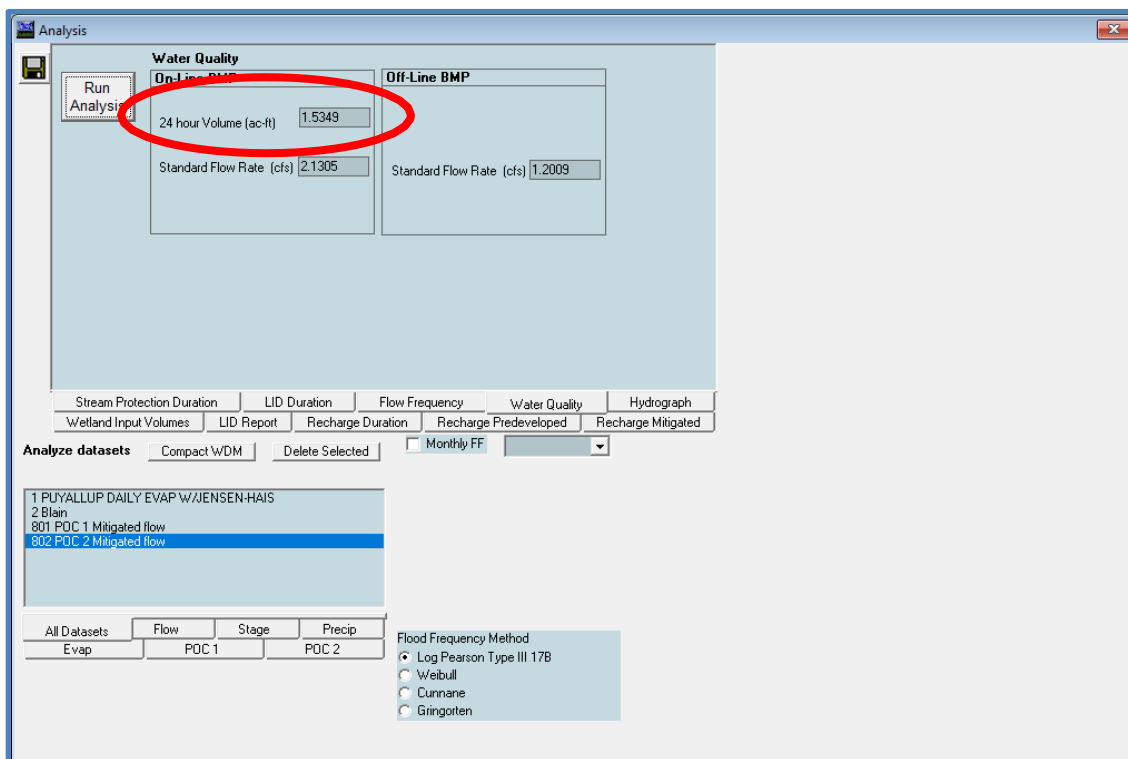 Analysis
Run
Analysis
Water Quality
On-Line BMP
24 hour Volume (ac-ft) 1.5349
Standard Flow Rate (cfs) 2.1305
Off-Line BMP
Standard Flow Rate (cfs) 1.2009
Stream Protection Duration LID Duration Flow Frequency Water Quality Hydrograph
Wetland Input Volumes LID Report Recharge Duration Recharge Predeveloped Recharge Mitigated
Analyze datasets Compact WDM Delete Selected Monthly FF
1 PUYALLUP DAILY EVAP W/JENSEN-HAIS
2 Blain
801 POC 1 Mitigated flow
802 POC 2 Mitigated flow
All Datasets Flow Stage Precip
Evap POC 1 POC 2
Flood Frequency Method
Log Pearson Type III 17B
Weibull
Cunnane
Gringorten